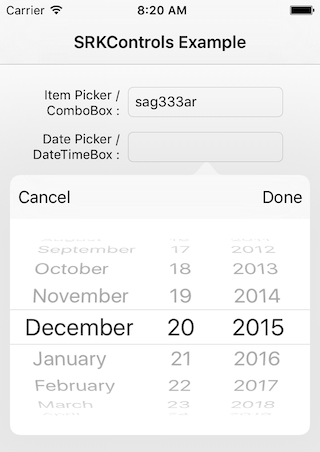 Carrier 8:20 AM
SRKControls Example
Item Picker /
ComboBox :
sag333ar
Date Picker /
DateTimeBox :
Cancel Done
September 17 2012
October 18 2013
November 19 2014
December 20 2015
January 21 2016
February 22 2017
March 23 2018